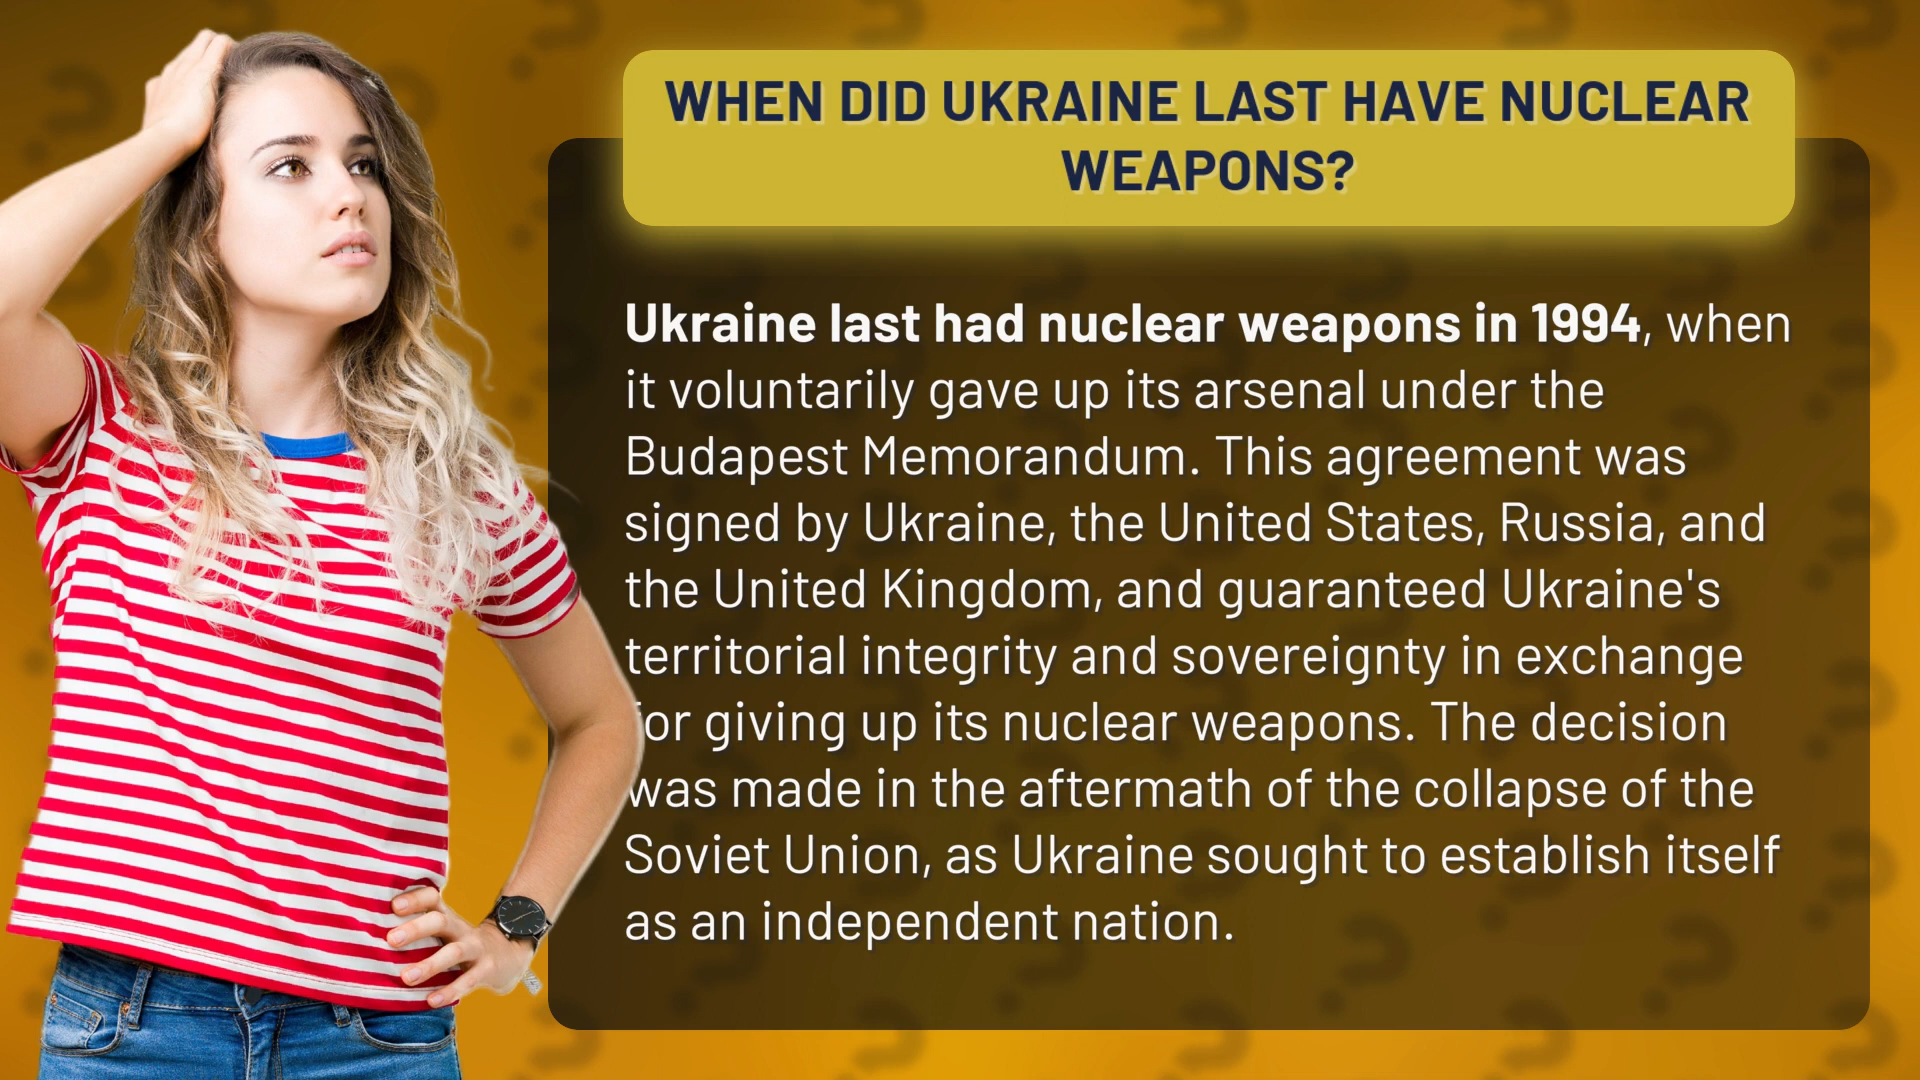 WHEN DID UKRAINE LAST HAVE NUCLEAR
WEAPONS?
Ukraine last had nuclear weapons in 1994, when
it voluntarily gave up its arsenal under the
Budapest Memorandum. This agreement was
signed by Ukraine, the United States, Russia, and
the United Kingdom, and guaranteed Ukraine's
territorial integrity and sovereignty in exchange
for giving up its nuclear weapons. The decision
was made in the aftermath of the collapse of the
Soviet Union, as Ukraine sought to establish itself
as an independent nation.